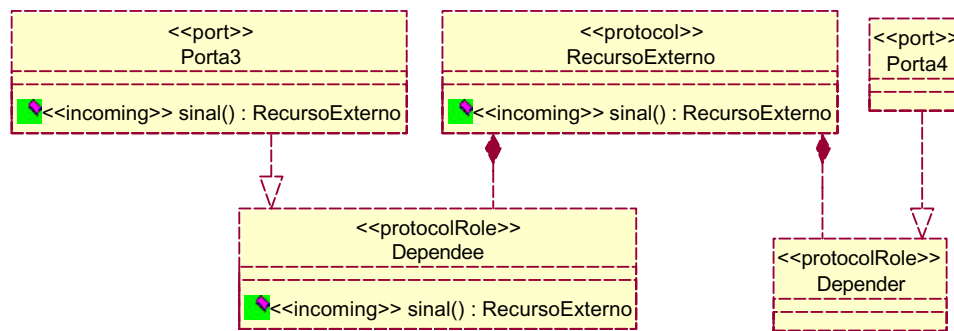 <<port>>
Porta3
<<incoming>> sinal() : RecursoExterno
<<protocol>>
RecursoExterno
<<incoming>> sinal() : RecursoExterno
<<port>>
Porta4
<<protocolRole>>
Dependee
<<incoming>> sinal() : RecursoExterno
<<protocolRole>>
Depender